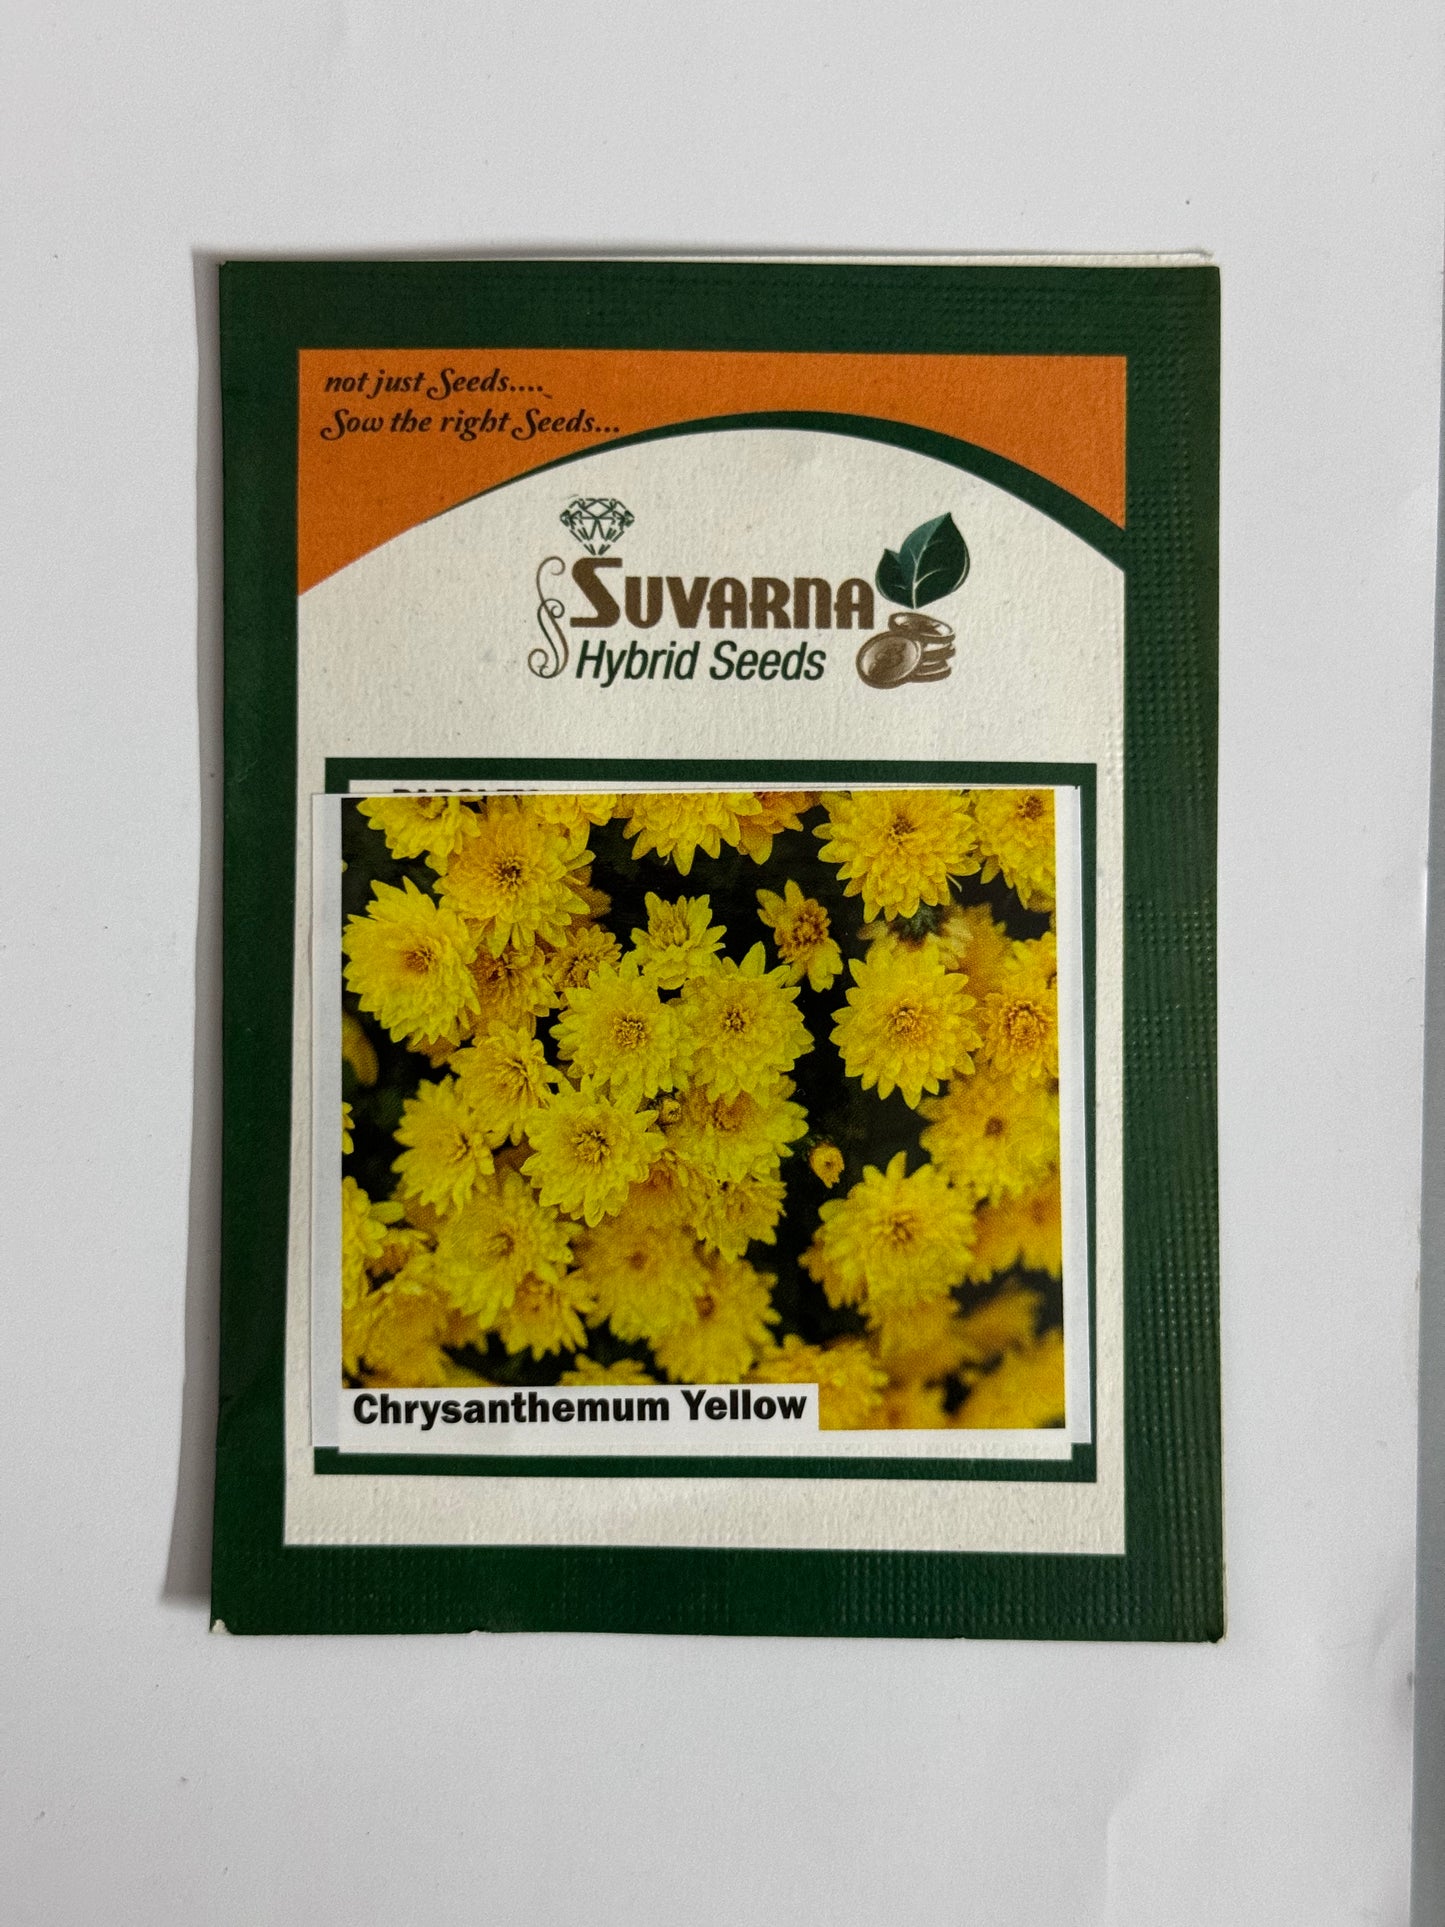 not just Seeds....
Sow the right Seeds...
SUVARNA
Hybrid Seeds
Chrysanthemum Yellow